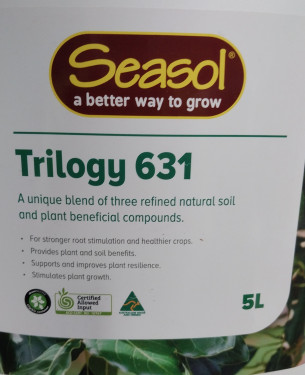 Seasol®
a better way to grow
Trilogy 631
A unique blend of three refined natural soil
and plant beneficial compounds.
• For stronger root stimulation and healthier crops.
• Provides plant and soil benefits.
• Supports and improves plant resilience.
• Stimulates plant growth.
Certified
Allowed
Input
5L